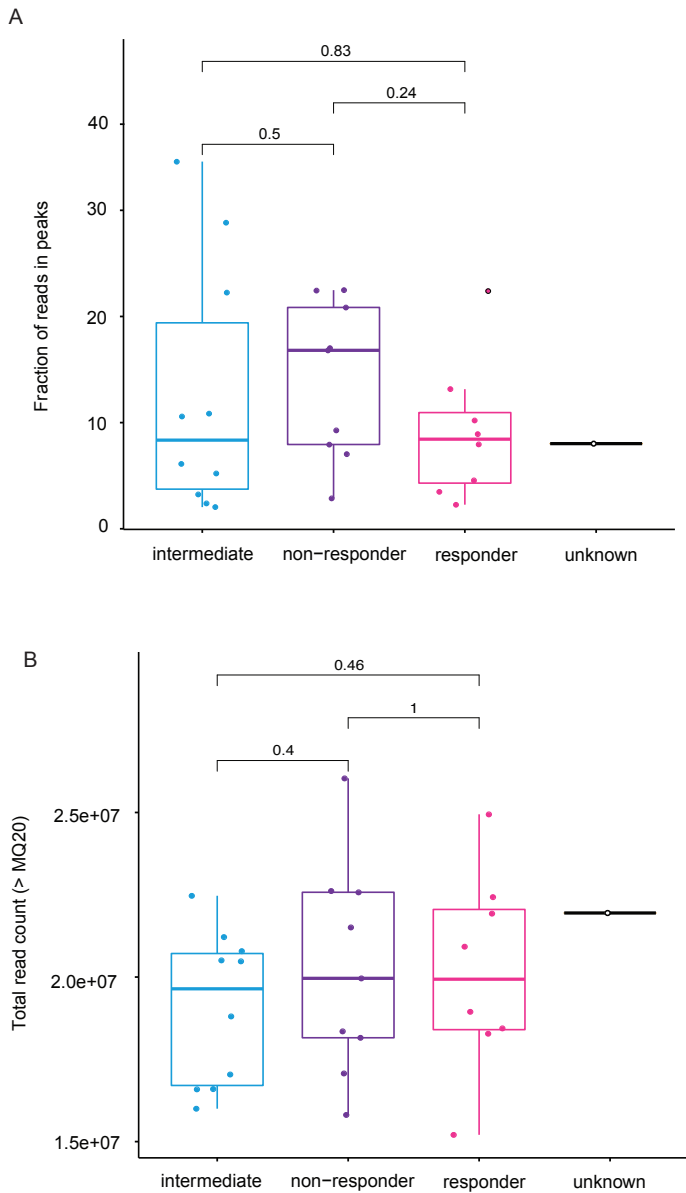 A
0.83
0.24
0.5
40
30
20
10
0
Fraction of reads in peaks
intermediate non−responder responder unknown
B
0.46
1
0.4
2.5e+07
2.0e+07
1.5e+07
Total read count (> MQ20)
intermediate non−responder responder unknown